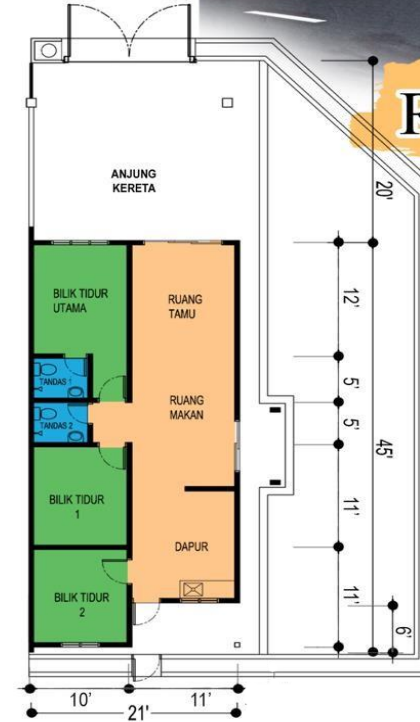 F
ANJUNG
KERETA
20'
BILIK TIDUR
UTAMA
RUANG
TAMU
12'
TANDAS 1
5'
TANDAS 2
RUANG
MAKAN
5'
45'
BILIK TIDUR
1
11'
DAPUR
BILIK TIDUR
2
11'
6'
10'
11'
21'